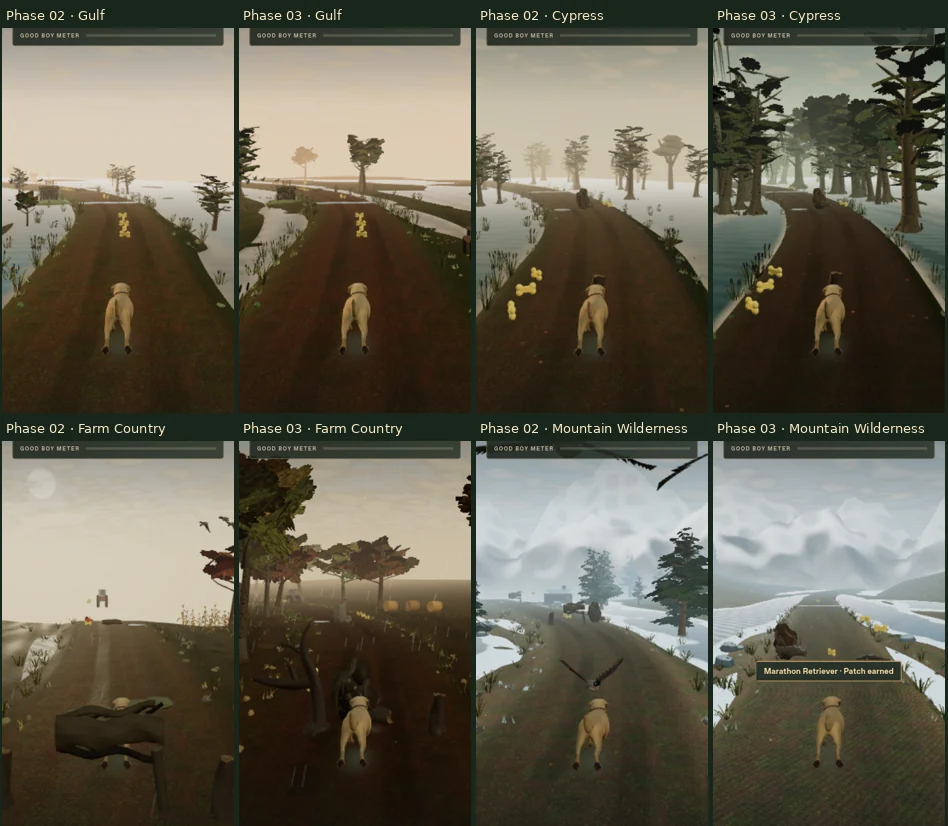 Phase 02 · Gulf
Phase 03 · Gulf
Phase 02 · Cypress
Phase 03 · Cypress
GOOD BOY METER
GOOD BOY METER
GOOD BOY METER
GOOD BOY METER
Phase 02 · Farm Country
Phase 03 · Farm Country
Phase 02 · Mountain Wilderness
Phase 03 · Mountain Wilderness
GOOD BOY METER
GOOD BOY METER
GOOD BOY METER
GOOD BOY METER
Marathon Retriever · Patch earned